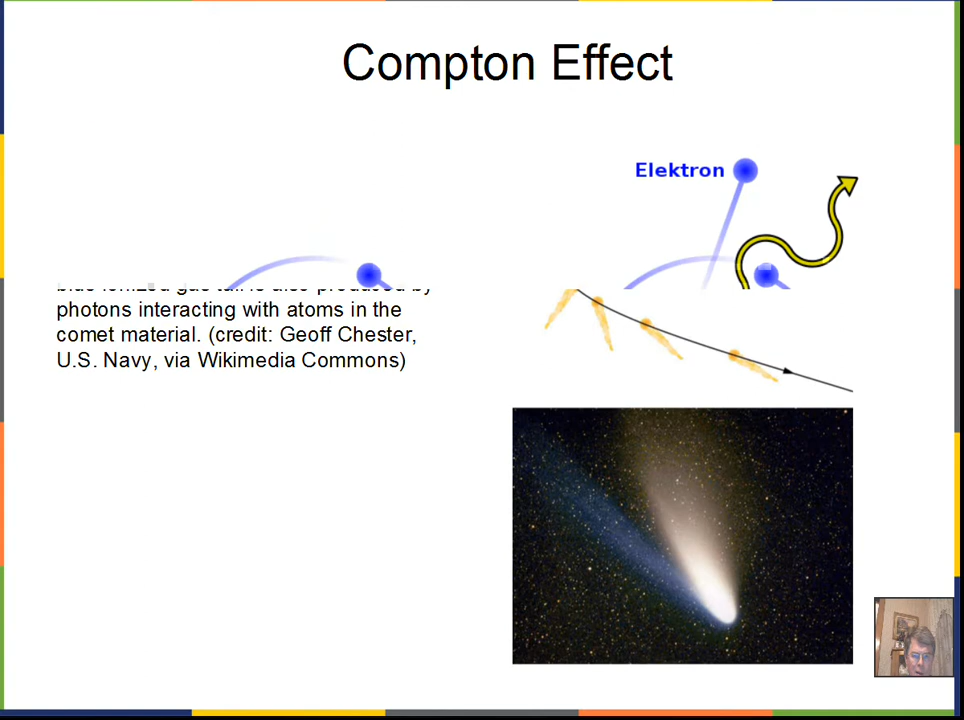 Compton Effect
Elektron
photons interacting with atoms in the
comet material. (credit: Geoff Chester,
U.S. Navy, via Wikimedia Commons)